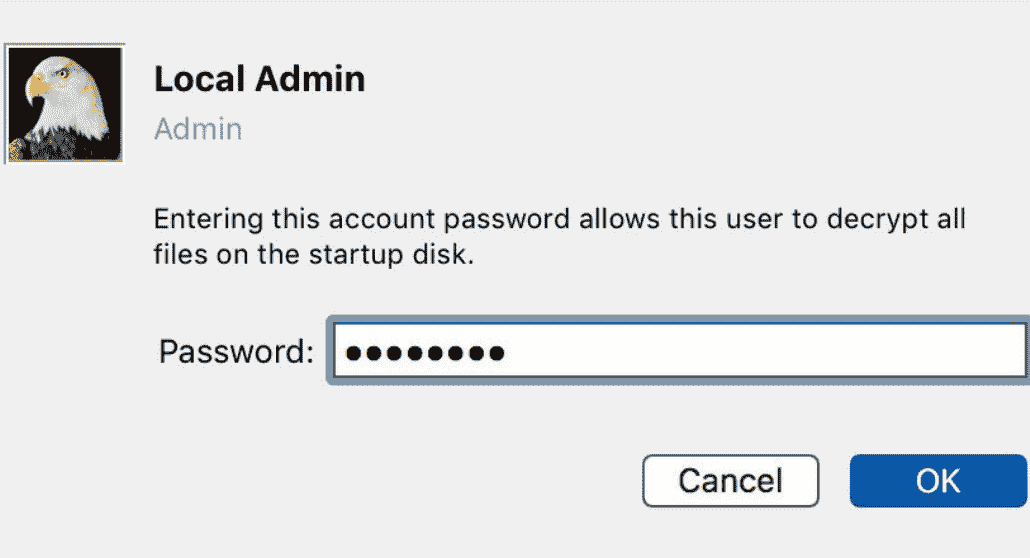 Local Admin
Admin
Entering this account password allows this user to decrypt all
files on the startup disk.
Password: ••••••••
Cancel
OK